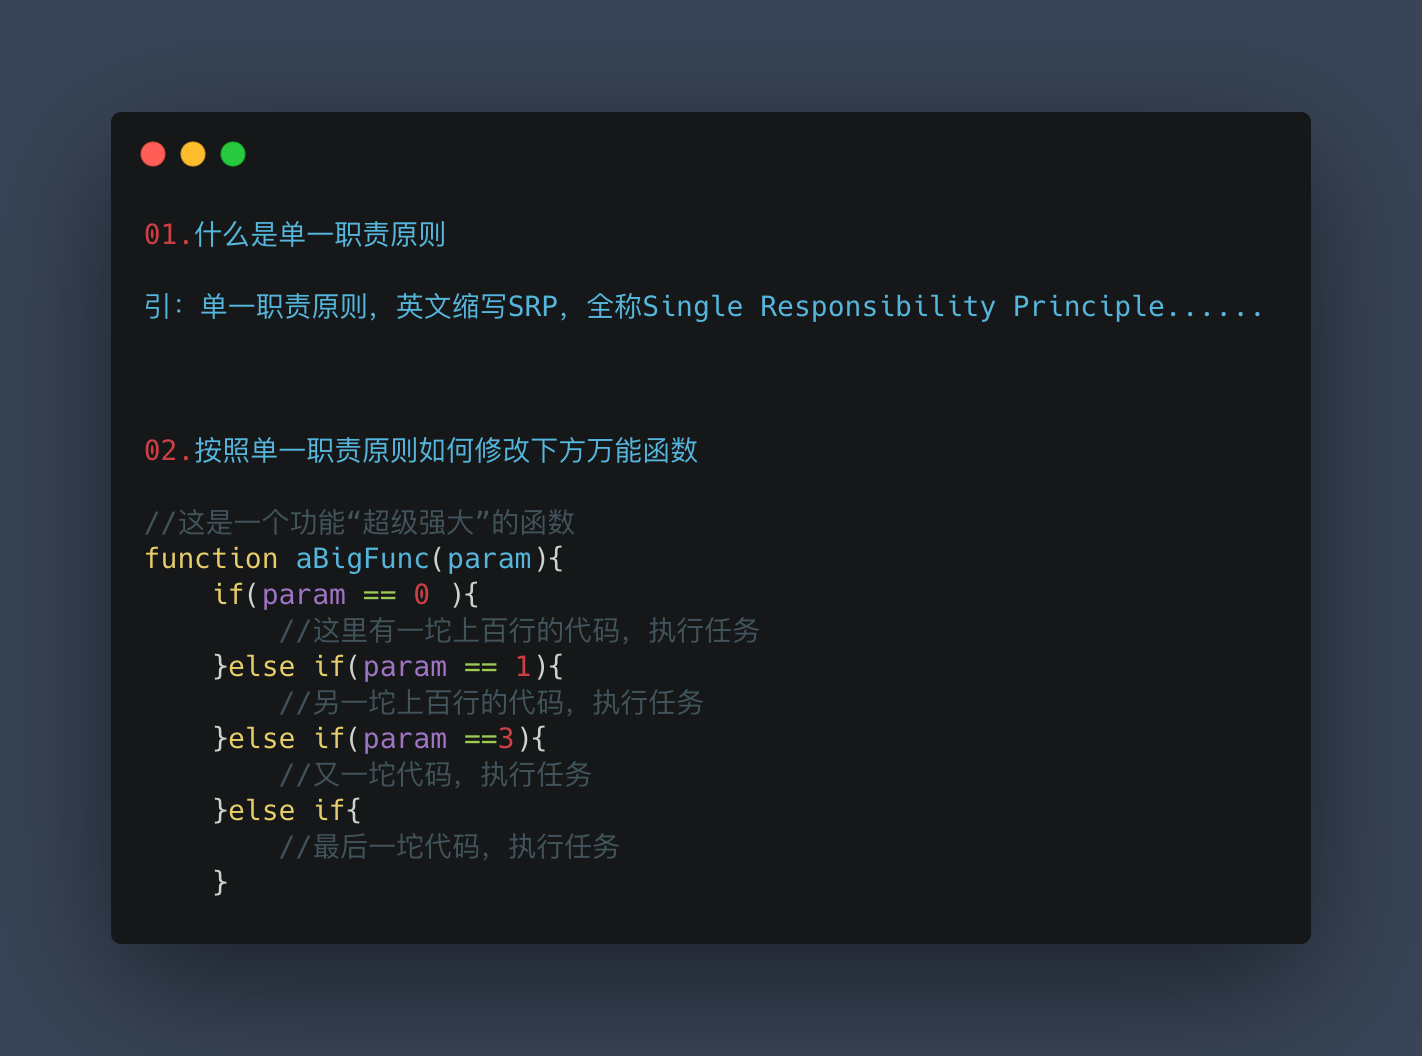 01.什么是单一职责原则
引：单一职责原则，英文缩写SRP，全称Single Responsibility Principle......
02.按照单一职责原则如何修改下方万能函数
//这是一个功能“超级强大”的函数
function aBigFunc(param){
    if(param == 0 ){
        //这里有一坨上百行的代码，执行任务
    }else if(param == 1){
        //另一坨上百行的代码，执行任务
    }else if(param ==3){
        //又一坨代码，执行任务
    }else if{
        //最后一坨代码，执行任务
    }